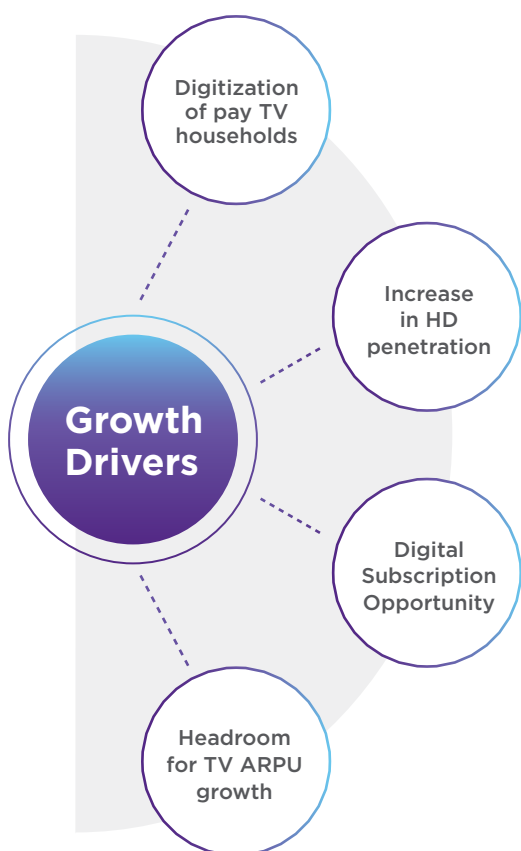 Digitization
of pay TV
households
Increase
in HD
penetration
Growth
Drivers
Digital
Subscription
Opportunity
Headroom
for TV ARPU
growth